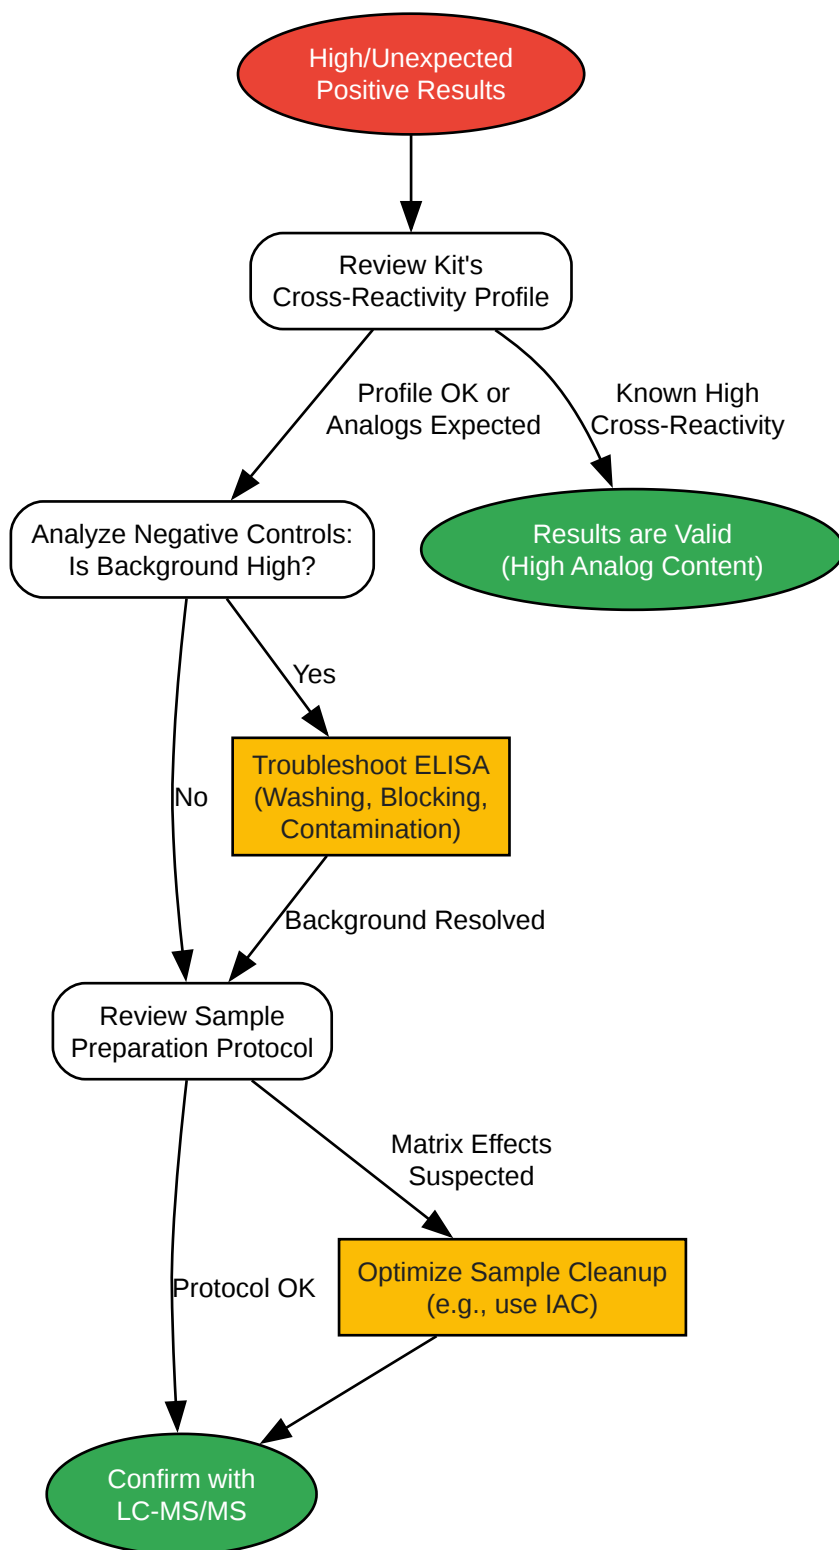 High/Unexpected
Positive Results
Review Kit's
Cross-Reactivity Profile
Profile OK or
Analogs Expected
Known High
Cross-Reactivity
Analyze Negative Controls:
Is Background High?
Results are Valid
(High Analog Content)
Yes
Troubleshoot ELISA
(Washing, Blocking,
Contamination)
No
Background Resolved
Review Sample
Preparation Protocol
Matrix Effects
Suspected
Optimize Sample Cleanup
(e.g., use IAC)
Protocol OK
Confirm with
LC-MS/MS